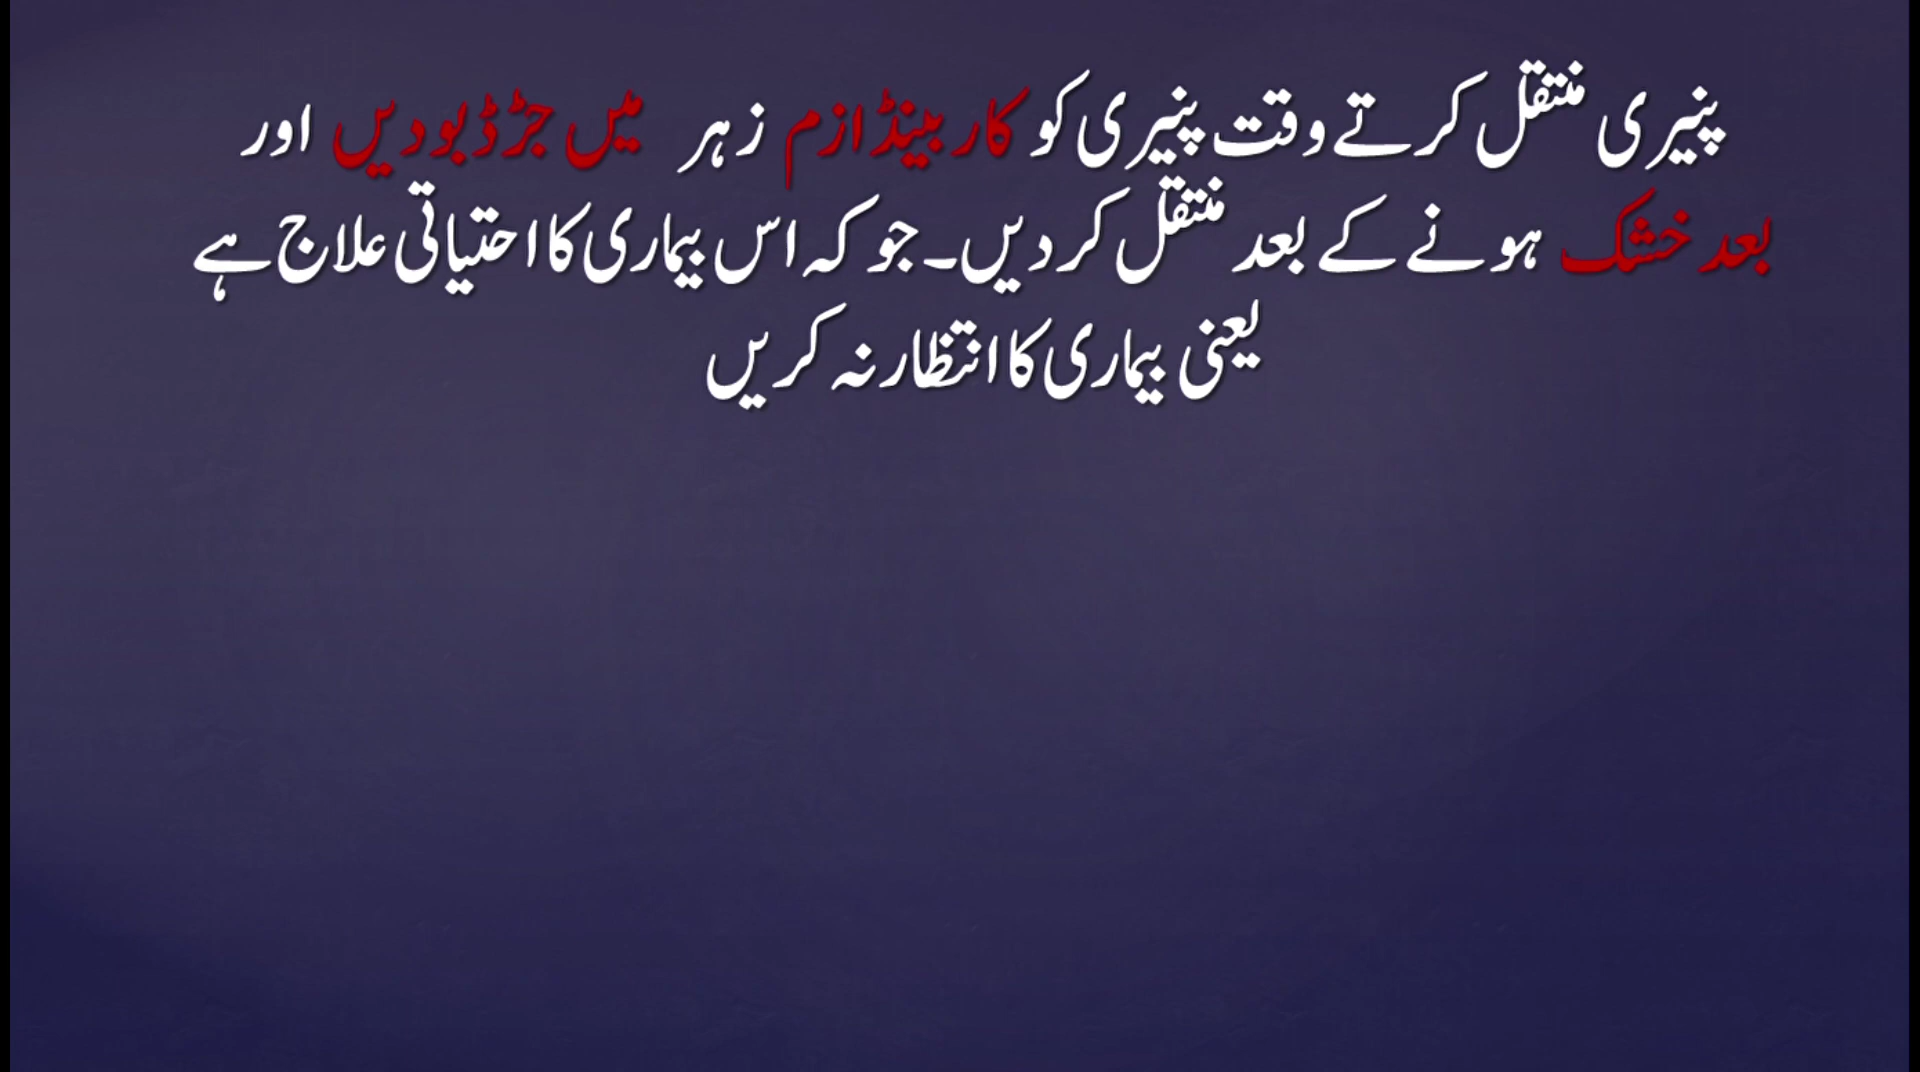 پنیری منتقل کرتے وقت پنیری کو کاربینڈازم زہر میں جڑ ڈبو دیں اور
بعد خشک ہونے کے بعد منتقل کر دیں۔ جو کہ اس بیماری کا احتیاتی علاج ہے
یعنی بیماری کا انتظار نہ کریں